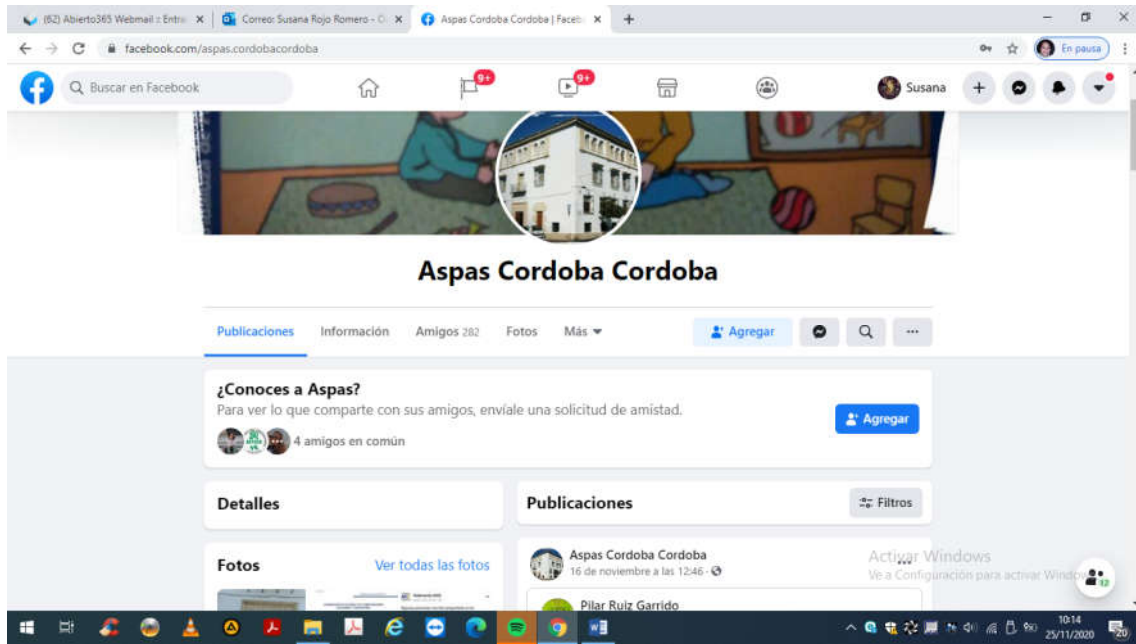 (62) Abierto365 Webmail :: Entra
Correo: Susana Rojo Romero - O
Aspas Cordoba Cordoba | Faceb
facebook.com/aspas.cordobacordoba
En pausa
Buscar en Facebook
9+
9+
Susana
Aspas Cordoba Cordoba
Publicaciones Información Amigos 282 Fotos Más Agregar
¿Conoces a Aspas?
Para ver lo que comparte con sus amigos, envíale una solicitud de amistad.
Agregar
4 amigos en común
Detalles
Publicaciones
Filtros
Fotos
Ver todas las fotos
Aspas Cordoba Cordoba
16 de noviembre a las 12:46
Pilar Ruiz Garrido
Activar Windows
Ve a Configuración para activar Windo
12
10:14
25/11/2020
20